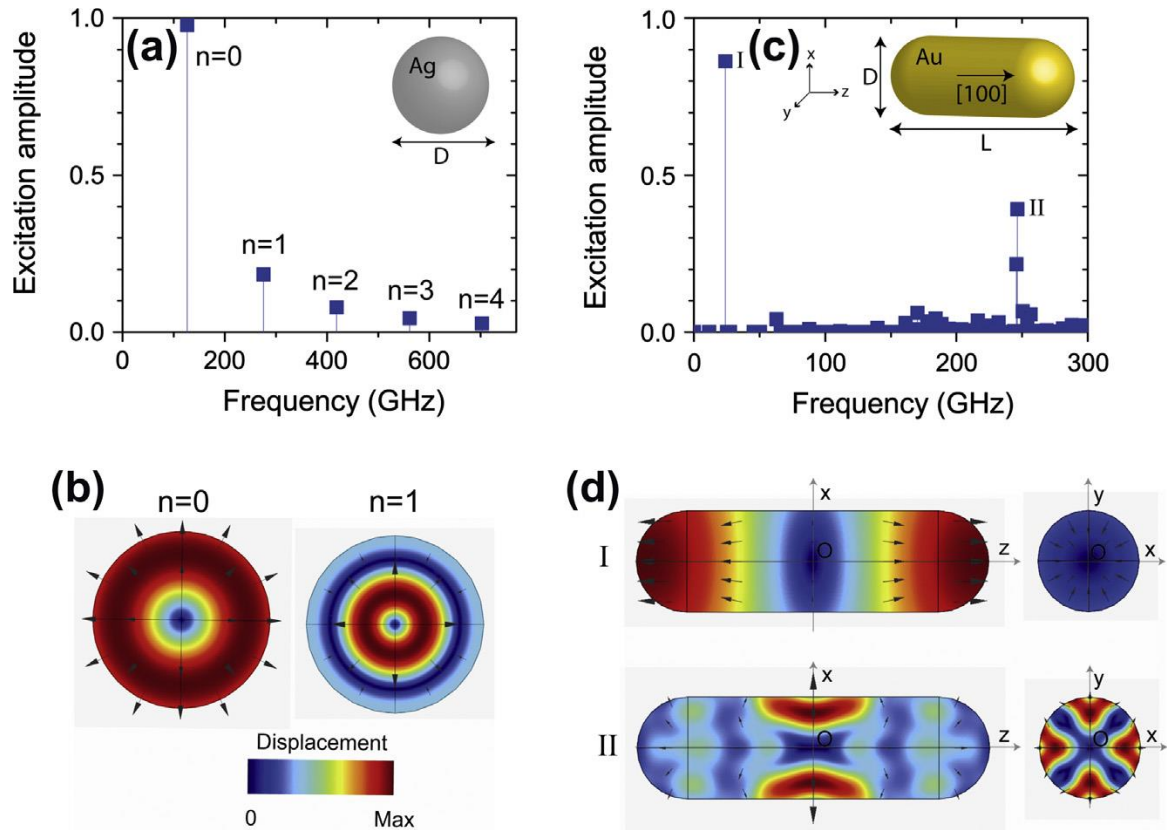 (a)
Excitation amplitude
1.0
0.5
0.0
n=0
n=1
n=2
n=3
n=4
Ag
D
0 200 400 600
Frequency (GHz)
(c)
Excitation amplitude
1.0
0.5
0.0
I
II
x
y
z
Au
[100]
D
L
0 100 200 300
Frequency (GHz)
(b)
n=0
n=1
Displacement
0 Max
(d)
I
x
O
z
y
O
x
II
x
O
z
y
O
x